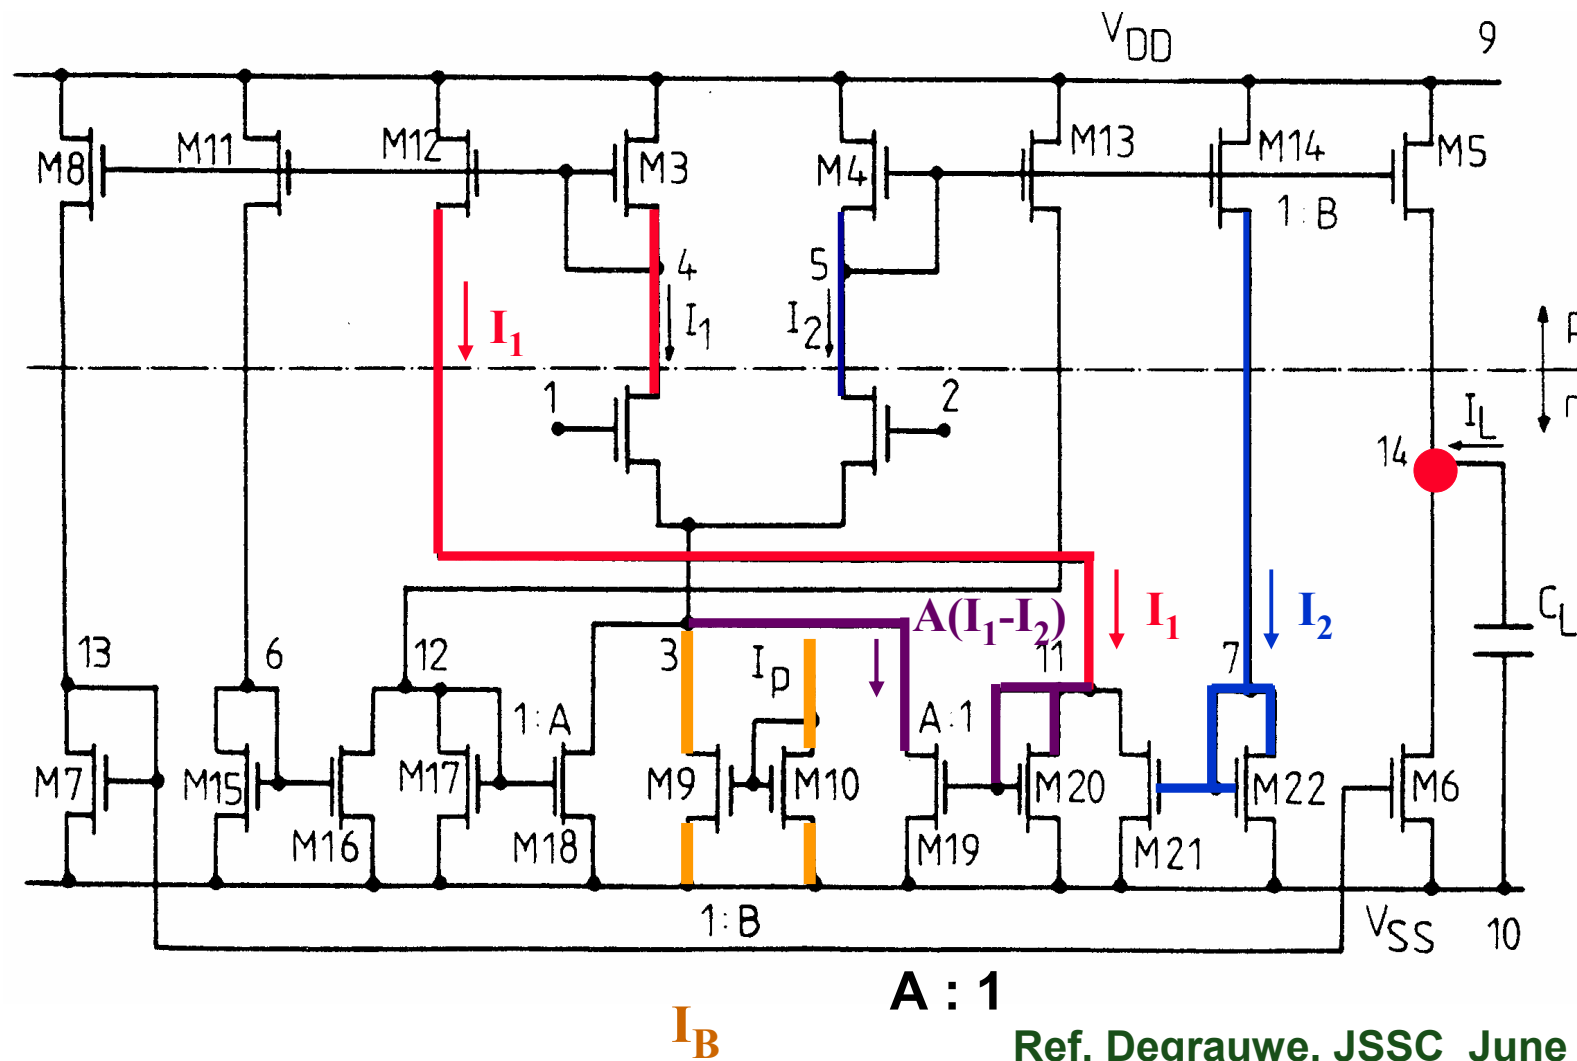 VDD 9
M8 M11 M12 M3 M4 M13 M14 M5
1:B
4 5
I1 I1 I2
1 2
IL
14
CL
A(I1-I2) I1 I2
13 6 12 3 Ip 11 7
1:A A:1
M7 M15 M17 M9 M10 M20 M22 M6
M16 M18 M19 M21
1:B VSS 10
A : 1
IB
Ref. Degrauwe, JSSC June